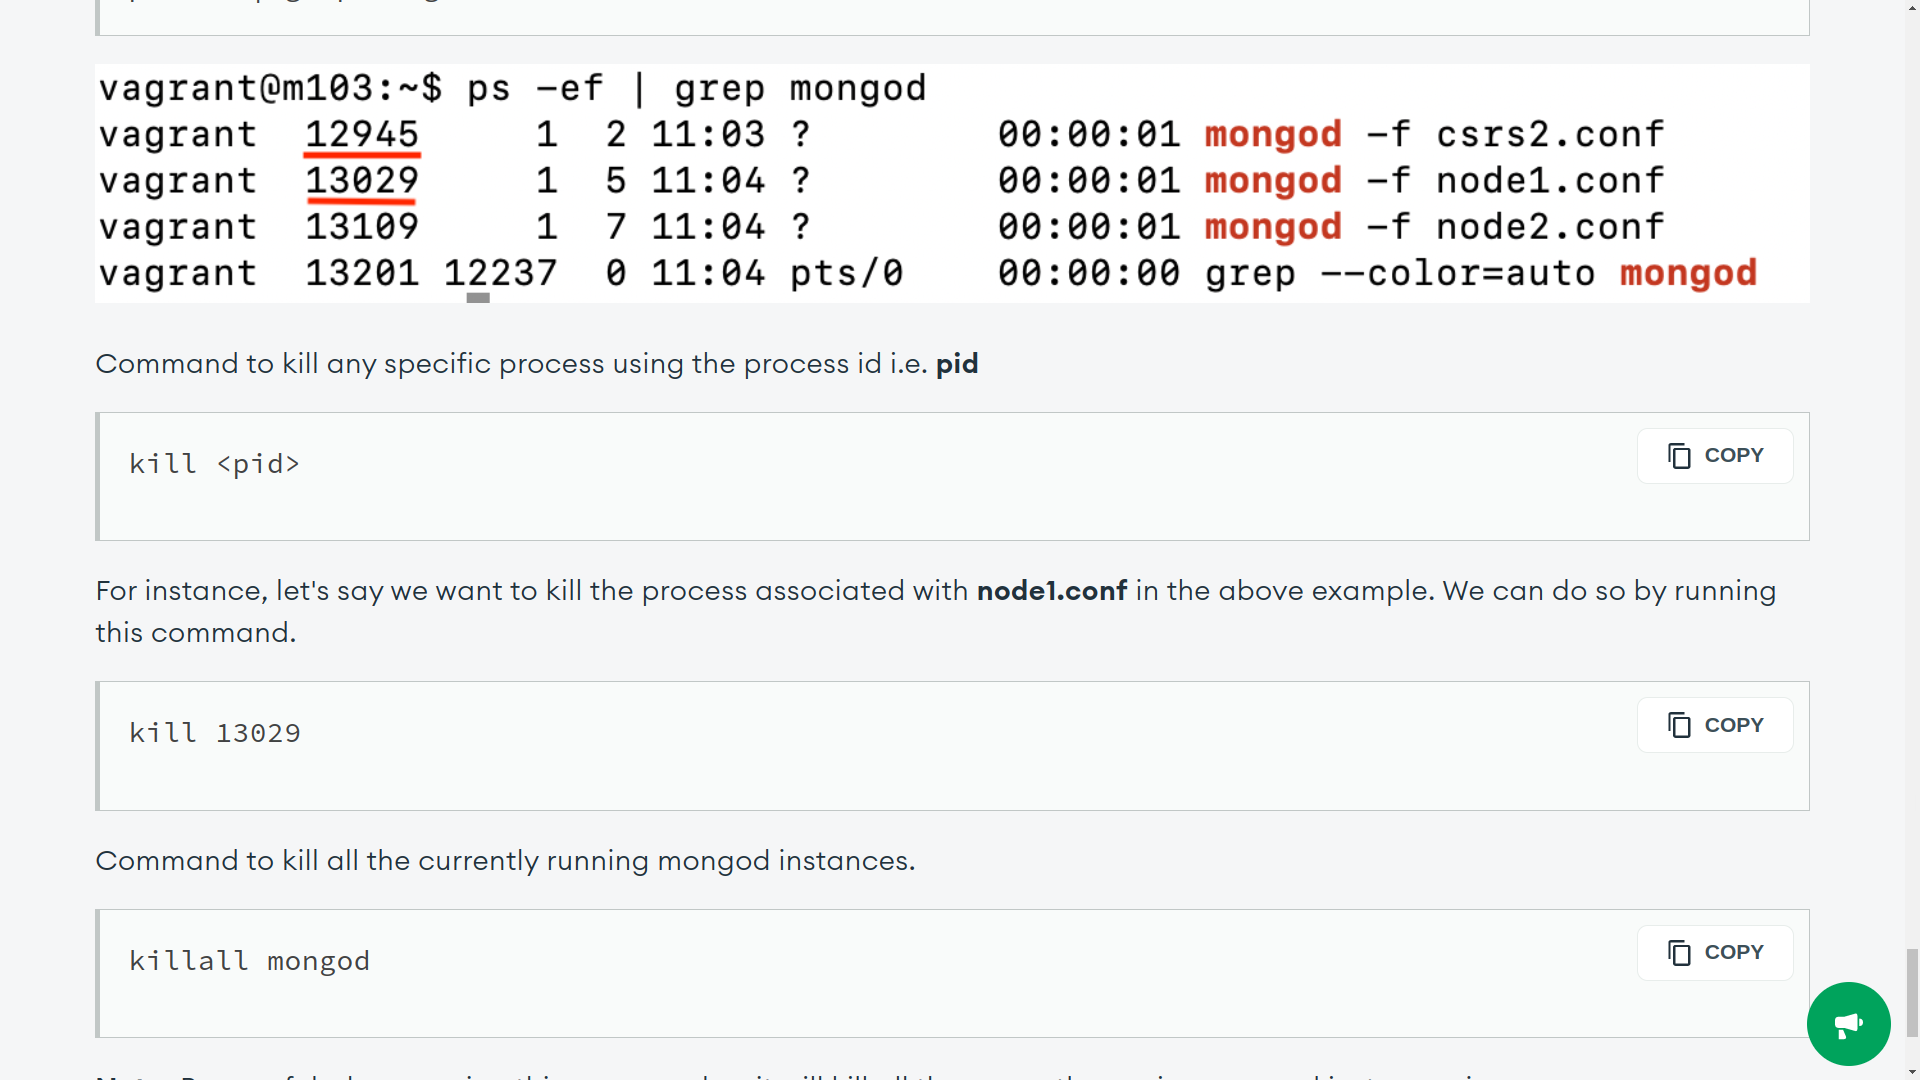 vagrant@m103:~$ ps -ef | grep mongod
vagrant 12945 1 2 11:03 ? 00:00:01 mongod -f csrs2.conf
vagrant 13029 1 5 11:04 ? 00:00:01 mongod -f node1.conf
vagrant 13109 1 7 11:04 ? 00:00:01 mongod -f node2.conf
vagrant 13201 12237 0 11:04 pts/0 00:00:00 grep --color=auto mongod
Command to kill any specific process using the process id i.e. pid
kill <pid>
COPY
For instance, let's say we want to kill the process associated with node1.conf in the above example. We can do so by running
this command.
kill 13029
COPY
Command to kill all the currently running mongod instances.
killall mongod
COPY